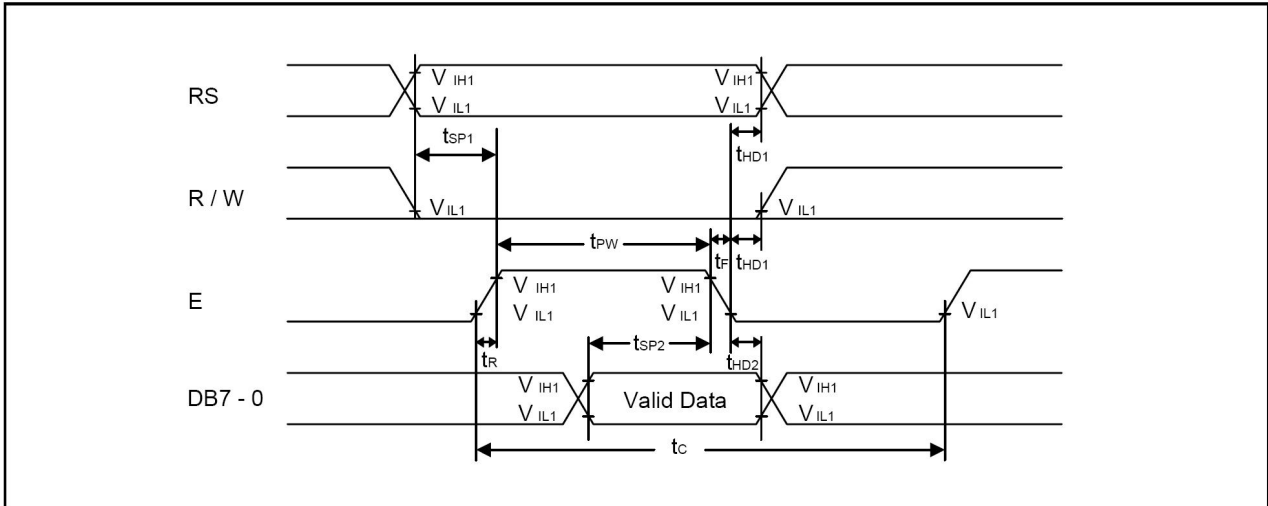 RS
V IH1
V IH1
V IL1
V IL1
tSP1
tHD1
R / W
V IL1
V IL1
tPW
tF
tHD1
E
V IH1
V IH1
V IL1
V IL1
V IL1
tSP2
tR
tHD2
DB7 - 0
V IH1
Valid Data
V IH1
V IL1
V IL1
tC